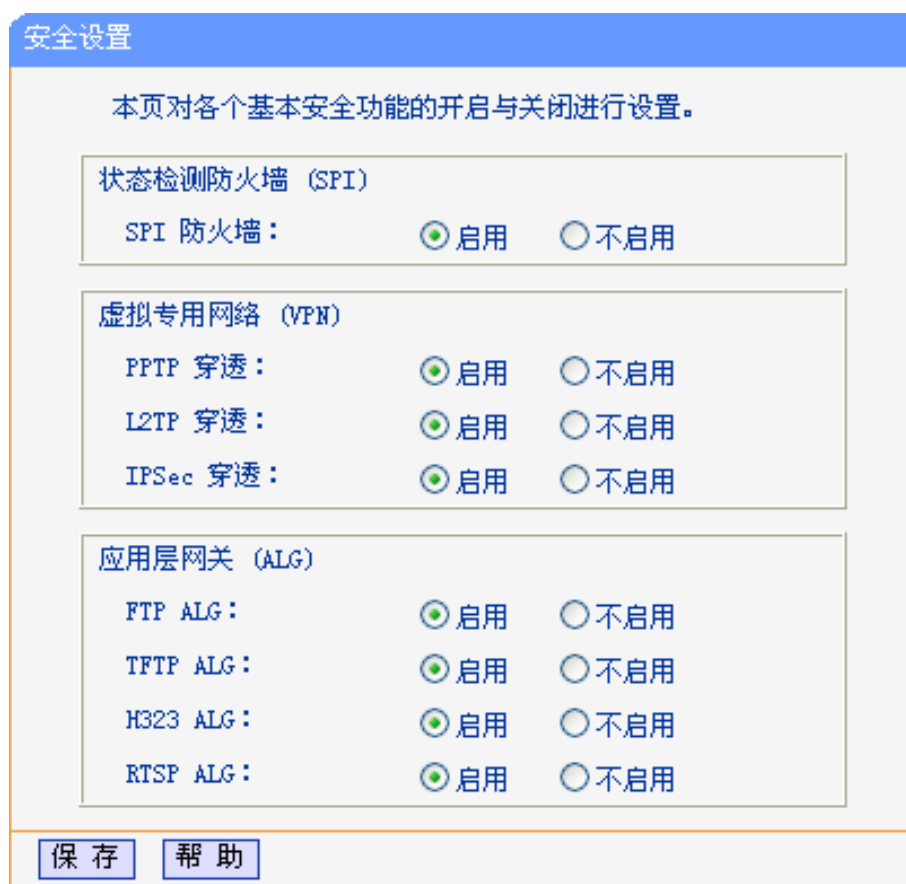 安全设置
本页对各个基本安全功能的开启与关闭进行设置。
状态检测防火墙 (SPI)
SPI 防火墙： 启用 不启用
虚拟专用网络 (VPN)
PPTP 穿透： 启用 不启用
L2TP 穿透： 启用 不启用
IPSec 穿透： 启用 不启用
应用层网关 (ALG)
FTP ALG： 启用 不启用
TFTP ALG： 启用 不启用
H323 ALG： 启用 不启用
RTSP ALG： 启用 不启用
保 存 帮 助